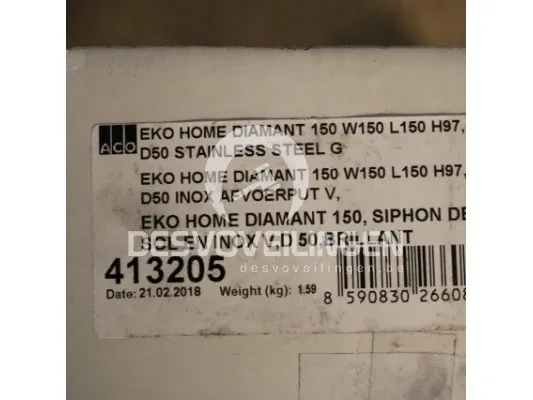 ACO
EKO HOME DIAMANT 150 W150 L150 H97,
D50 STAINLESS STEEL G
EKO HOME DIAMANT 150 W150 L150 H97,
D50 INOX AFVOERPUT V,
EKO HOME DIAMANT 150, SIPHON DE
SOL EN INOX V,D 50,BRILLANT
DESVOVEILINGEN
desvoveilingen.be
413205
Date: 21.02.2018 Weight (kg): 1.59
8 590830 26608